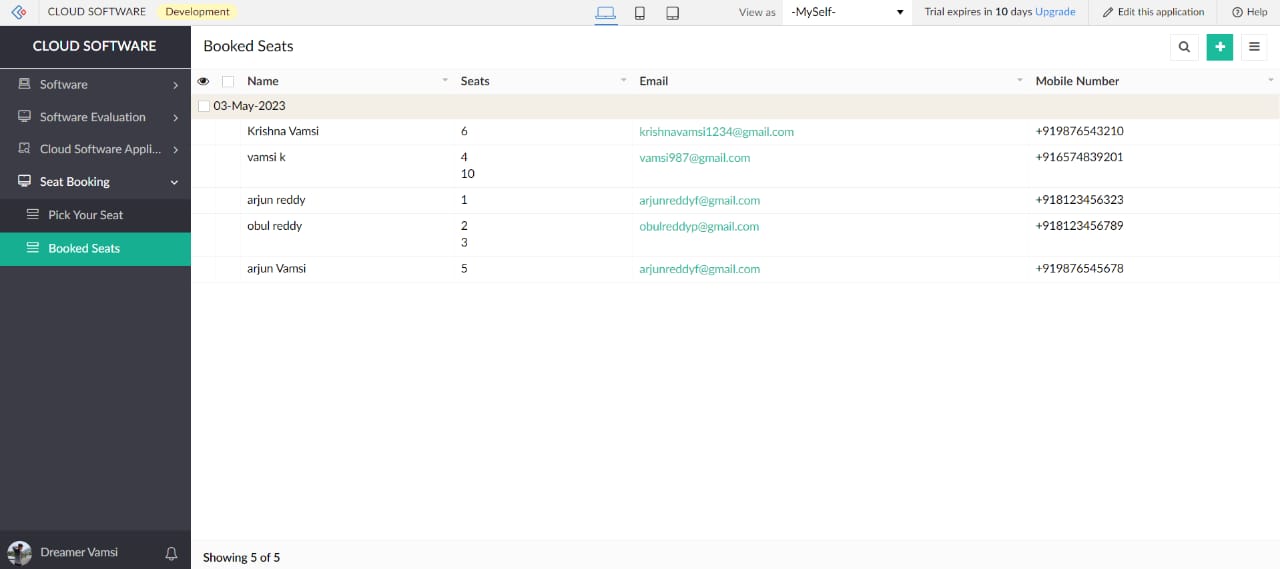 CLOUD SOFTWARE Development View as -MySelf- Trial expires in 10 days Upgrade Edit this application Help
CLOUD SOFTWARE
Software
Software Evaluation
Cloud Software Appli...
Seat Booking
Pick Your Seat
Booked Seats
Dreamer Vamsi
Booked Seats
Name Seats Email Mobile Number
03-May-2023
Krishna Vamsi 6 krishnavamsi1234@gmail.com +919876543210
vamsi k 4 vamsi987@gmail.com +916574839201
10
arjun reddy 1 arjunreddyf@gmail.com +918123456323
obul reddy 2 obulreddyp@gmail.com +918123456789
3
arjun Vamsi 5 arjunreddyf@gmail.com +919876545678
Showing 5 of 5